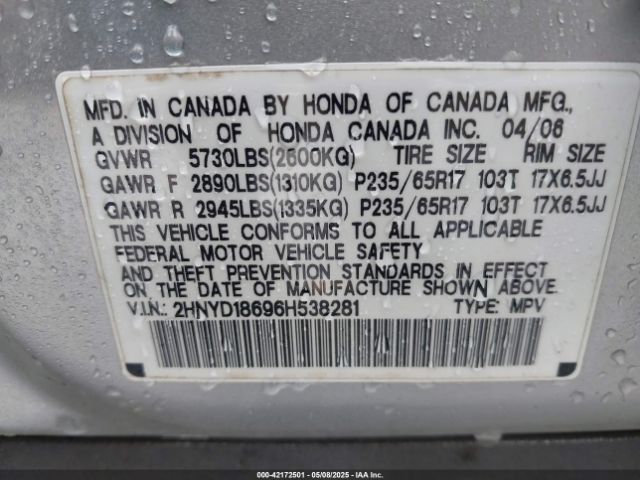 MFD. IN CANADA BY HONDA OF CANADA MFG.,
A DIVISION OF HONDA CANADA INC. 04/06
GVWR 5730LBS(2600KG) TIRE SIZE RIM SIZE
GAWR F 2890LBS(1310KG) P235/65R17 103T 17X6.5JJ
GAWR R 2945LBS(1335KG) P235/65R17 103T 17X6.5JJ
THIS VEHICLE CONFORMS TO ALL APPLICABLE
FEDERAL MOTOR VEHICLE SAFETY
AND THEFT PREVENTION STANDARDS IN EFFECT
ON THE DATE OF MANUFACTURE SHOWN ABOVE.
V.I.N.: 2HNYD18696H538281 TYPE: MPV
000-42172501 - 05/08/2025 - IAA Inc.